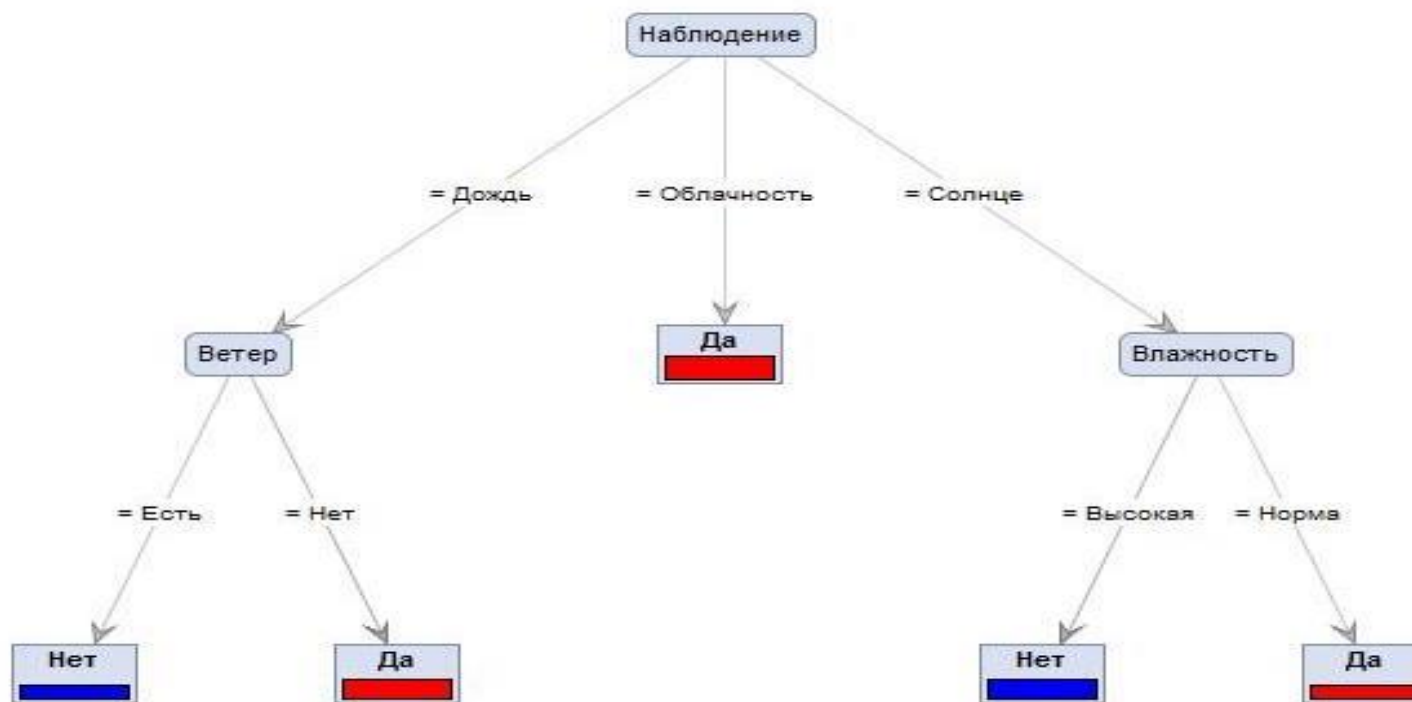 Наблюдение
= Дождь
= Облачность
= Солнце
Ветер
Да
Влажность
= Есть
= Нет
= Высокая
= Норма
Нет
Да
Нет
Да